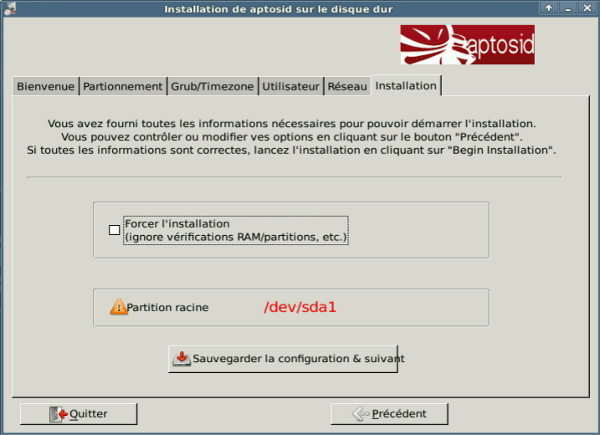 Installation de aptosid sur le disque dur
aptosid
Bienvenue Partionnement Grub/Timezone Utilisateur Réseau Installation
Vous avez fourni toutes les informations nécessaires pour pouvoir démarrer l'installation.
Vous pouvez contrôler ou modifier ves options en cliquant sur le bouton "Précédent".
Si toutes les informations sont correctes, lancez l'installation en cliquant sur "Begin Installation".
Forcer l'installation
(ignore vérifications RAM/partitions, etc.)
Partition racine /dev/sda1
Sauvegarder la configuration & suivant
Quitter Précédent